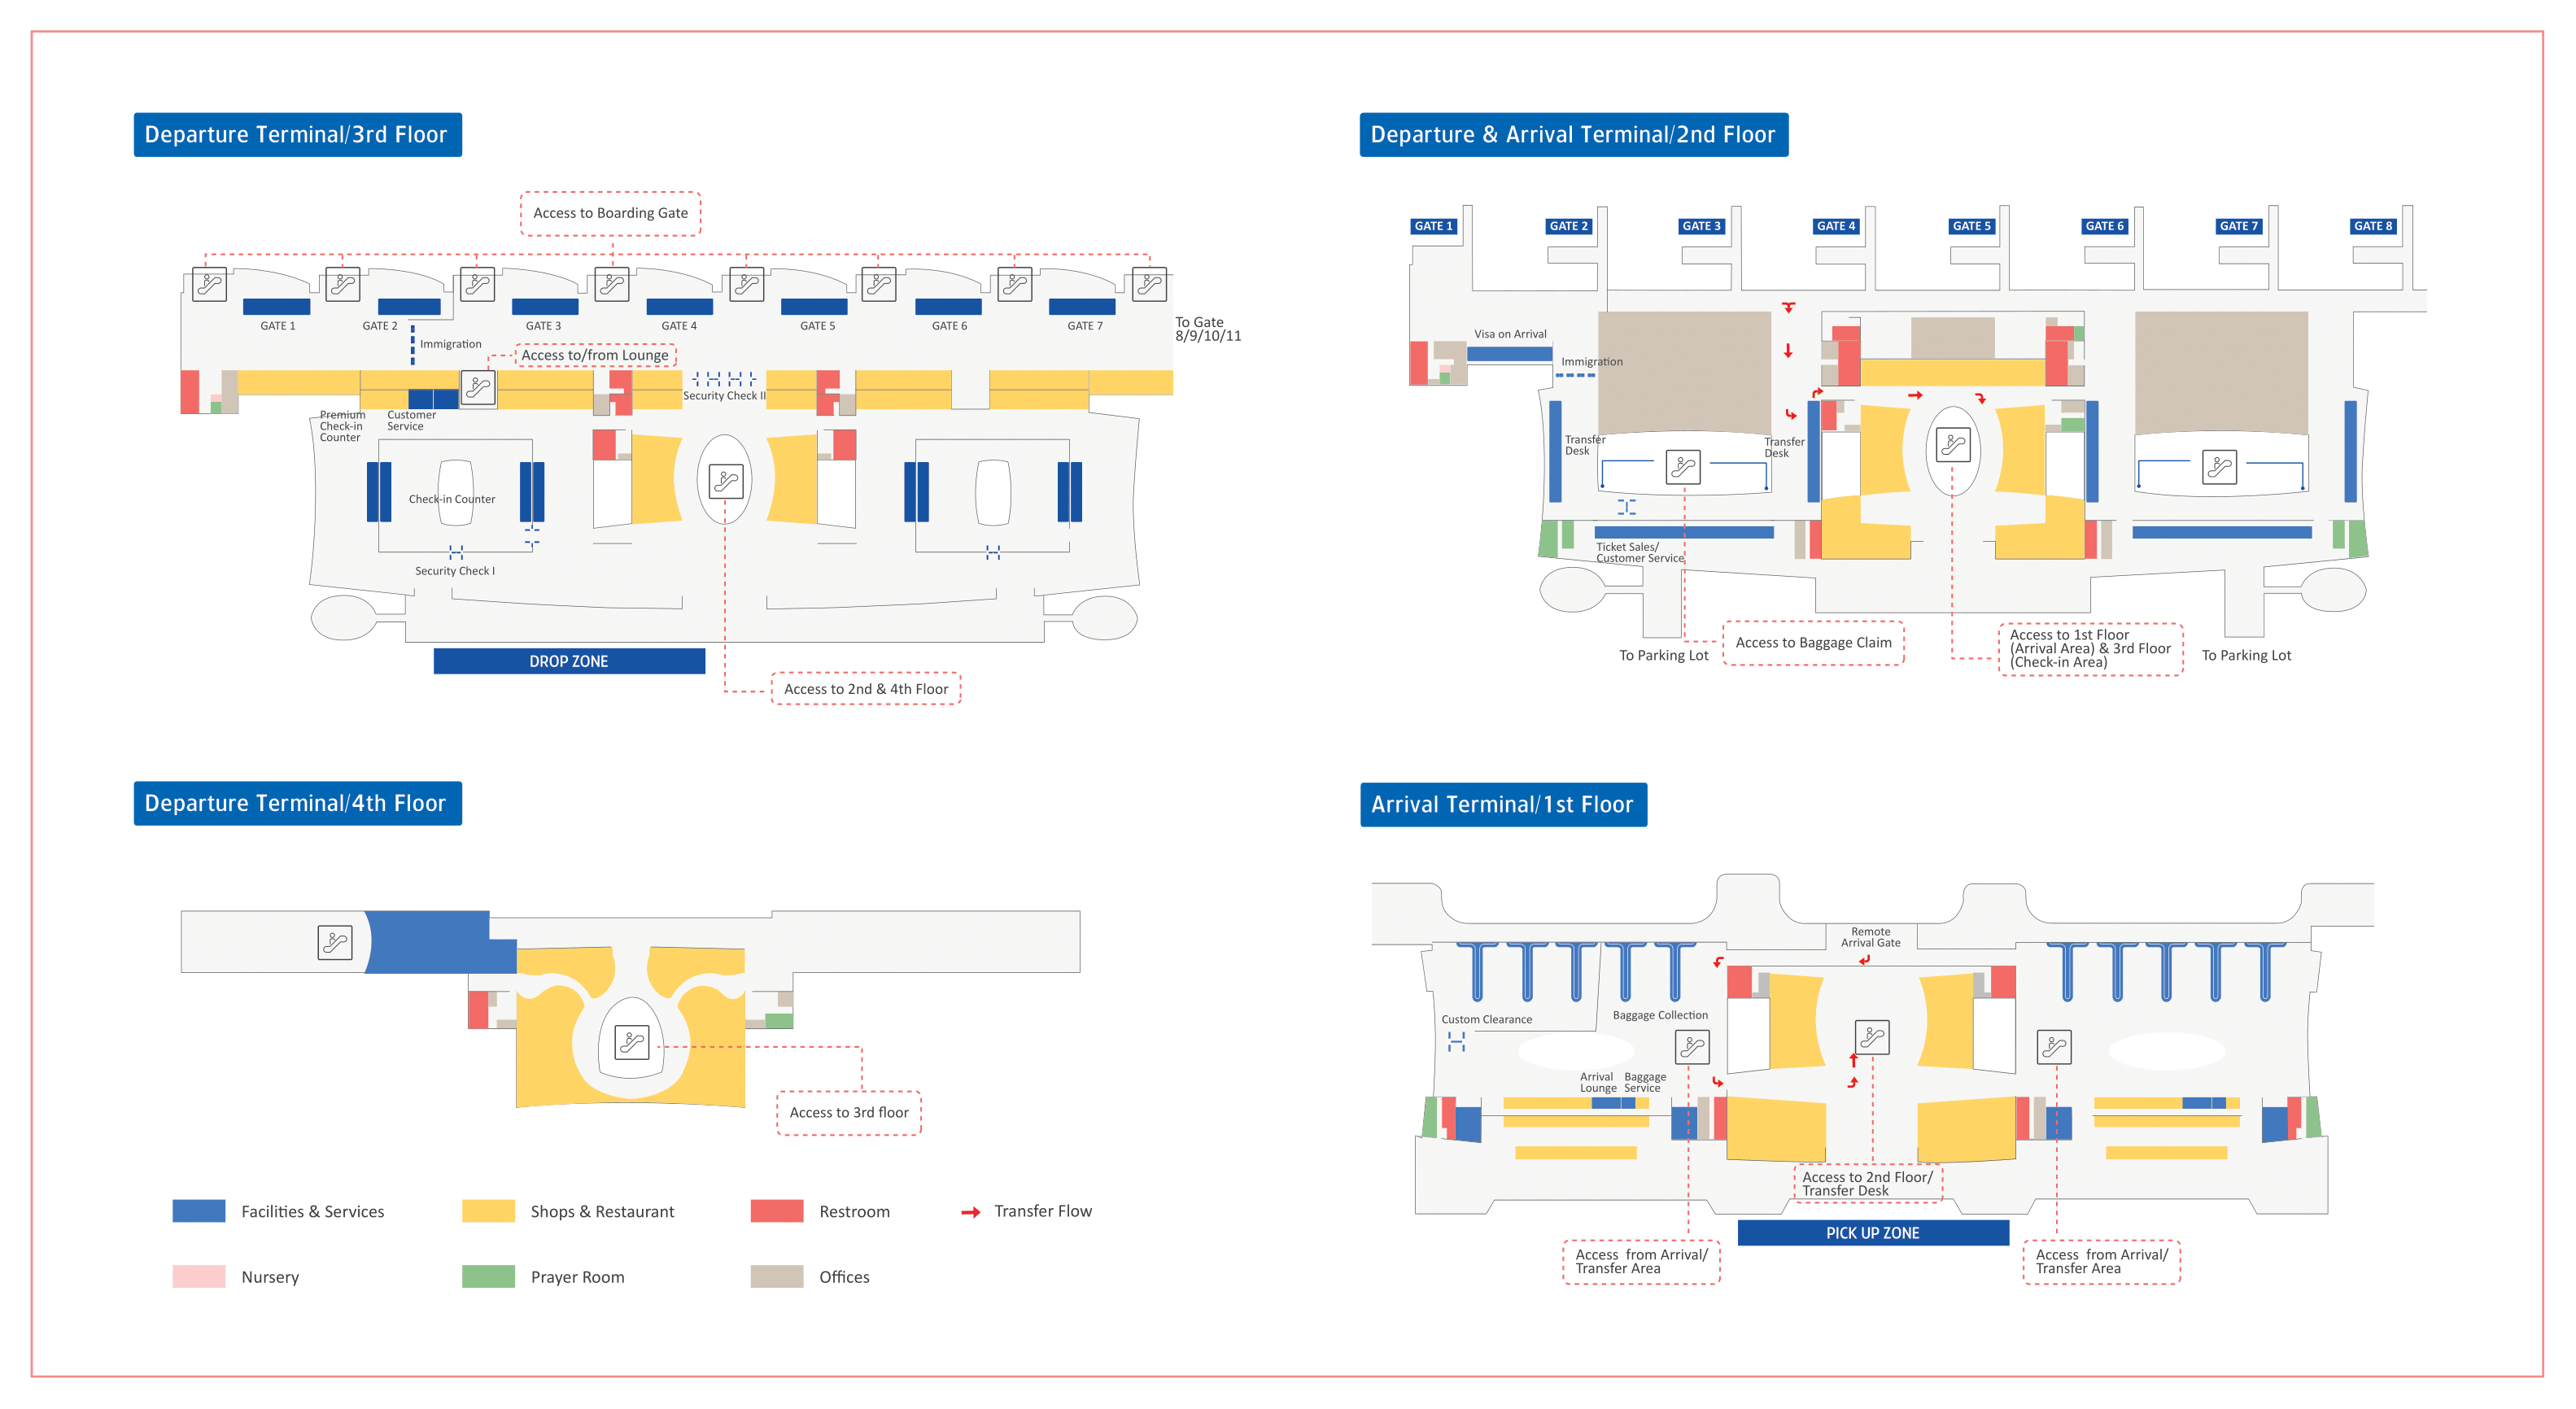 Departure Terminal/3rd Floor
Access to Boarding Gate
GATE 1
GATE 2
GATE 3
GATE 4
GATE 5
GATE 6
GATE 7
To Gate
8/9/10/11
Immigration
Access to/from Lounge
Security Check II
Premium
Check-in
Counter
Customer
Service
Check-in Counter
Security Check I
DROP ZONE
Access to 2nd & 4th Floor
Departure & Arrival Terminal/2nd Floor
GATE 1
GATE 2
GATE 3
GATE 4
GATE 5
GATE 6
GATE 7
GATE 8
Visa on Arrival
Immigration
Transfer
Desk
Transfer
Desk
Ticket Sales/
Customer Service
To Parking Lot
Access to Baggage Claim
Access to 1st Floor
(Arrival Area) & 3rd Floor
(Check-in Area)
To Parking Lot
Departure Terminal/4th Floor
Access to 3rd floor
Facilities & Services
Shops & Restaurant
Restroom
Transfer Flow
Nursery
Prayer Room
Offices
Arrival Terminal/1st Floor
Remote
Arrival Gate
Custom Clearance
Baggage Collection
Arrival
Lounge
Baggage
Service
Access to 2nd Floor/
Transfer Desk
PICK UP ZONE
Access from Arrival/
Transfer Area
Access from Arrival/
Transfer Area